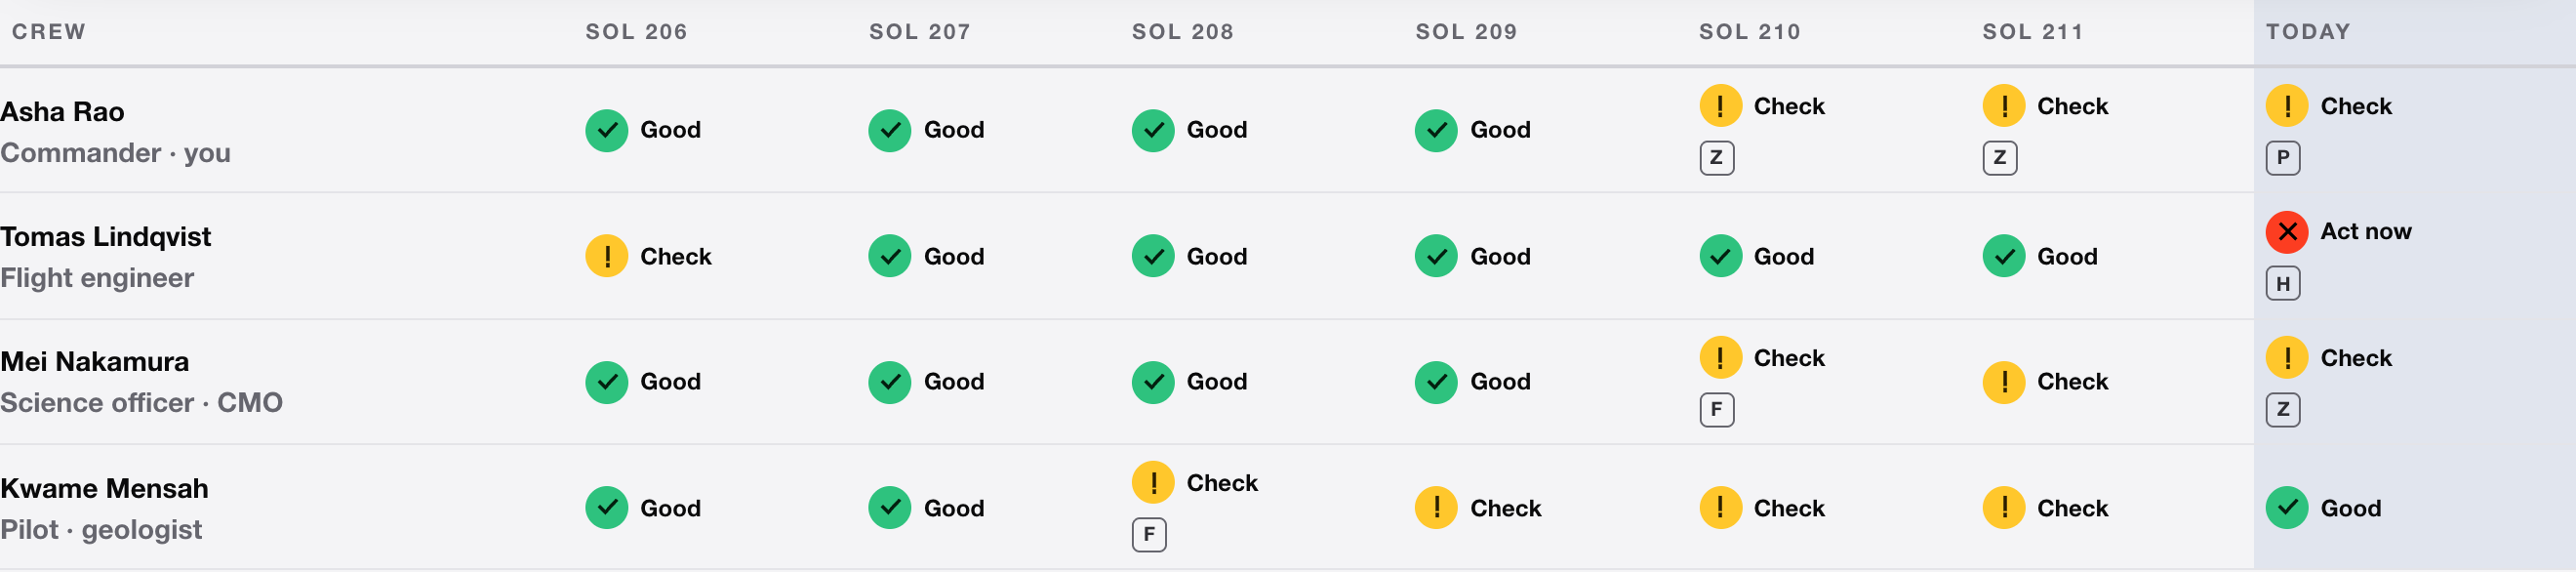 CREW SOL 206 SOL 207 SOL 208 SOL 209 SOL 210 SOL 211 TODAY
Asha Rao
Commander · you
Good Good Good Good Check Check Check
Z Z P
Tomas Lindqvist
Flight engineer
Check Good Good Good Good Good Act now
H
Mei Nakamura
Science officer · CMO
Good Good Good Good Check Check Check
F Z
Kwame Mensah
Pilot · geologist
Good Good Check Check Check Check Good
F